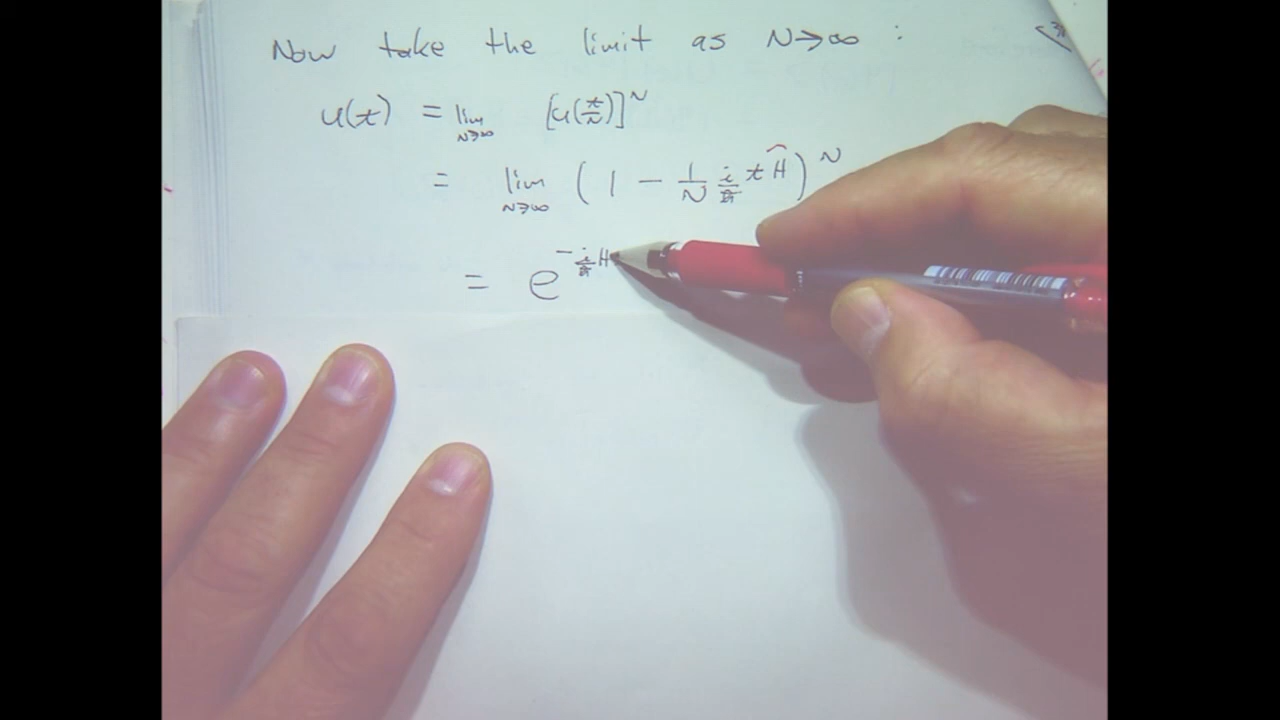 Now take the limit as N→∞ :
u(t) = lim N→∞ [u(t/N)]^N
= lim N→∞ (1 - 1/N i/ħ t Ĥ)^N
= e^(-i/ħ H